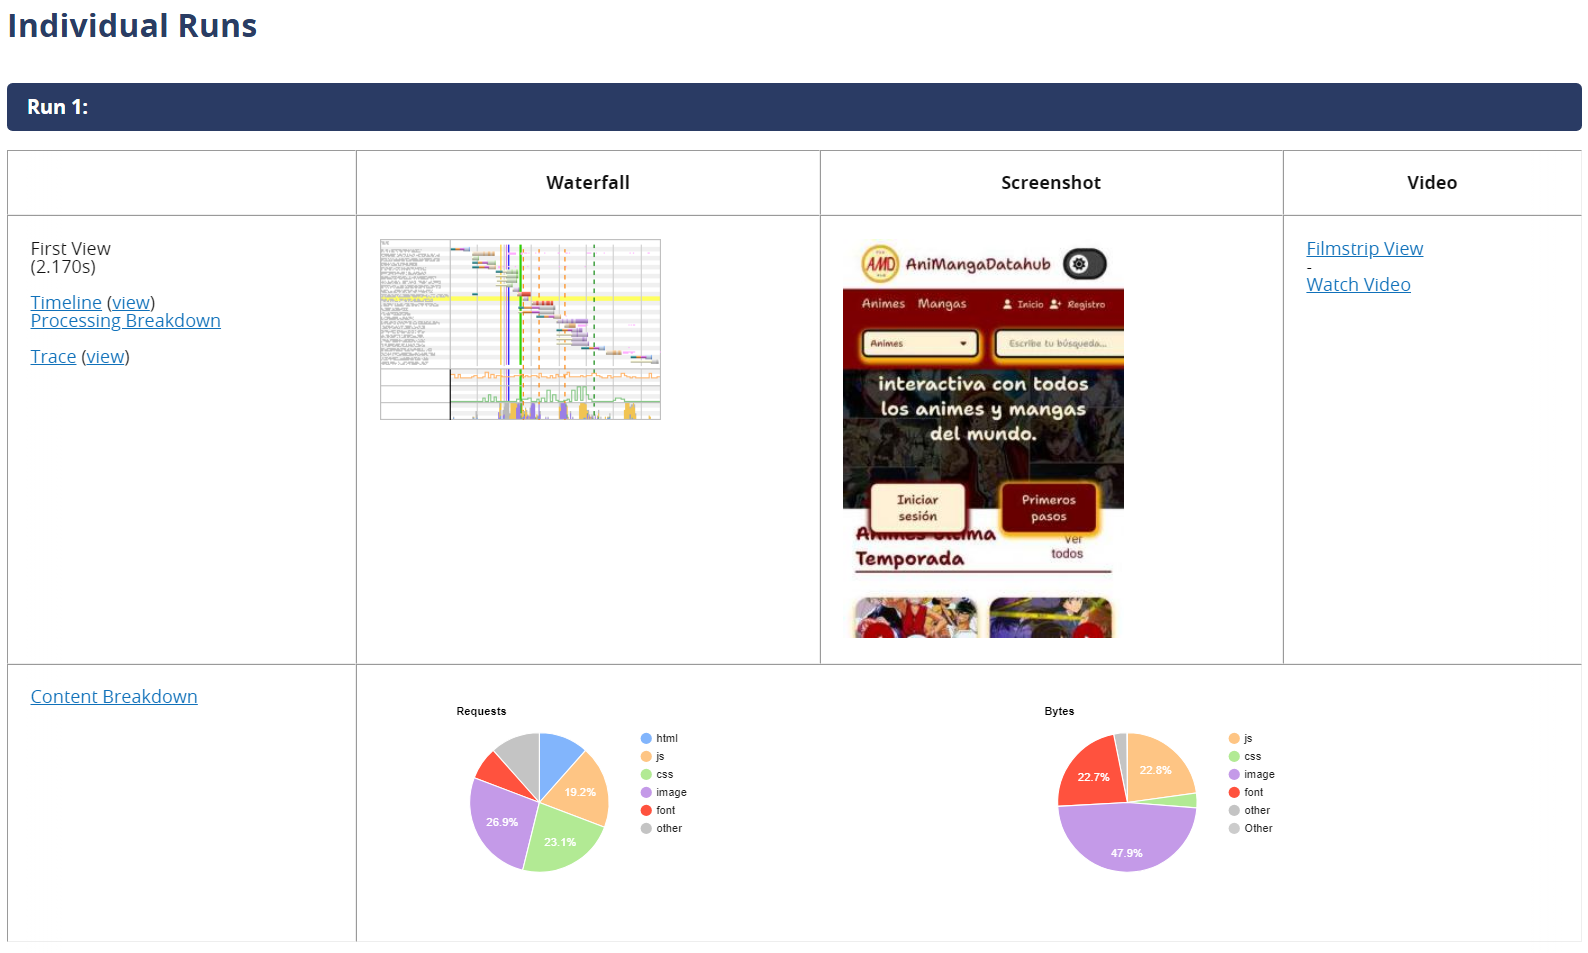 Individual Runs
Run 1:
Waterfall
Screenshot
Video
First View
(2.170s)
Timeline (view)
Processing Breakdown
Trace (view)
AMD
AniMangaDatahub
Animes Mangas
Inicio Registro
Animes
Escribe tu búsqueda...
interactiva con todos
los animes y mangas
del mundo.
Iniciar
sesión
Primeros
pasos
Animes Última
Temporada
Ver
todos
Filmstrip View
-
Watch Video
Content Breakdown
Requests
19.2%
26.9%
23.1%
html
js
css
image
font
other
Bytes
22.7%
22.8%
47.9%
js
css
image
font
other
Other